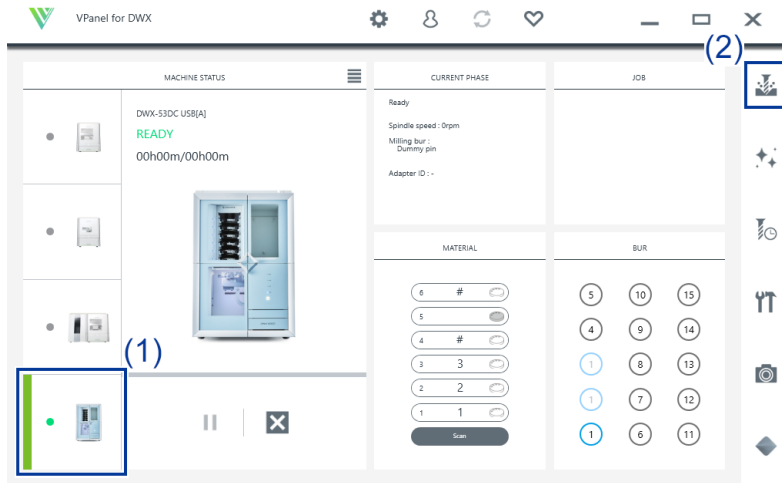 VPanel for DWX
(2)
MACHINE STATUS
CURRENT PHASE
JOB
DWX-53DC USB[A]
READY
00h00m/00h00m
Ready
Spindle speed : 0rpm
Milling bur :
Dummy pin
Adapter ID : -
MATERIAL
BUR
6 #
5
4 #
3 3
2 2
1 1
Scan
5 10 15
4 9 14
1 8 13
1 7 12
1 6 11
(1)